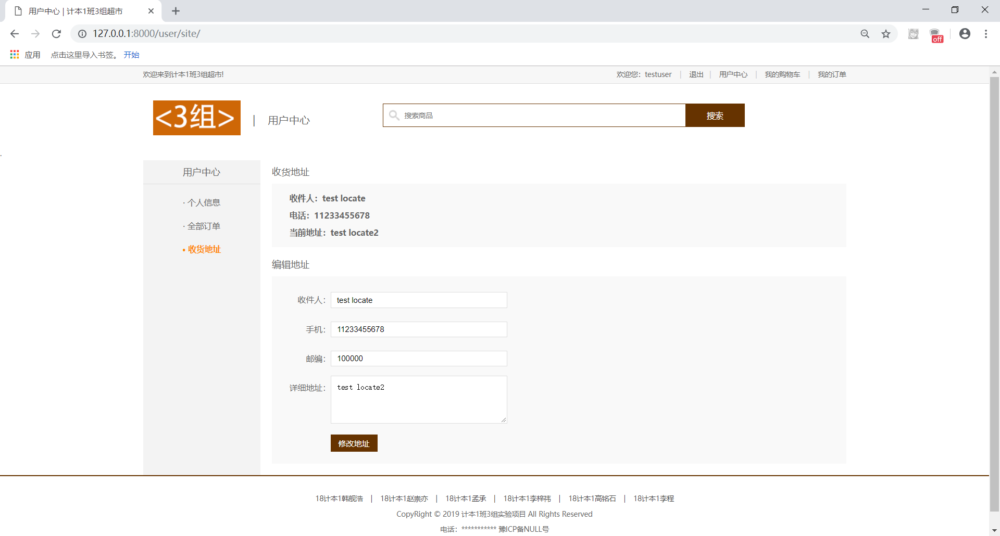 用户中心 | 计本1班3组超市
127.0.0.1:8000/user/site/
off
应用 点击这里导入书签。 开始
欢迎来到计本1班3组超市!
欢迎您：testuser | 退出 | 用户中心 | 我的购物车 | 我的订单
<3组> | 用户中心
搜索商品 搜索
用户中心
· 个人信息
· 全部订单
• 收货地址
收货地址
收件人：test locate
电话：11233455678
当前地址：test locate2
编辑地址
收件人： test locate
手机： 11233455678
邮编： 100000
详细地址： test locate2
修改地址
18计本1韩舰浩 | 18计本1赵崇亦 | 18计本1孟承 | 18计本1李梓祎 | 18计本1高铭石 | 18计本1李程
CopyRight © 2019 计本1班3组实验项目 All Rights Reserved
电话：*********** 豫ICP备NULL号